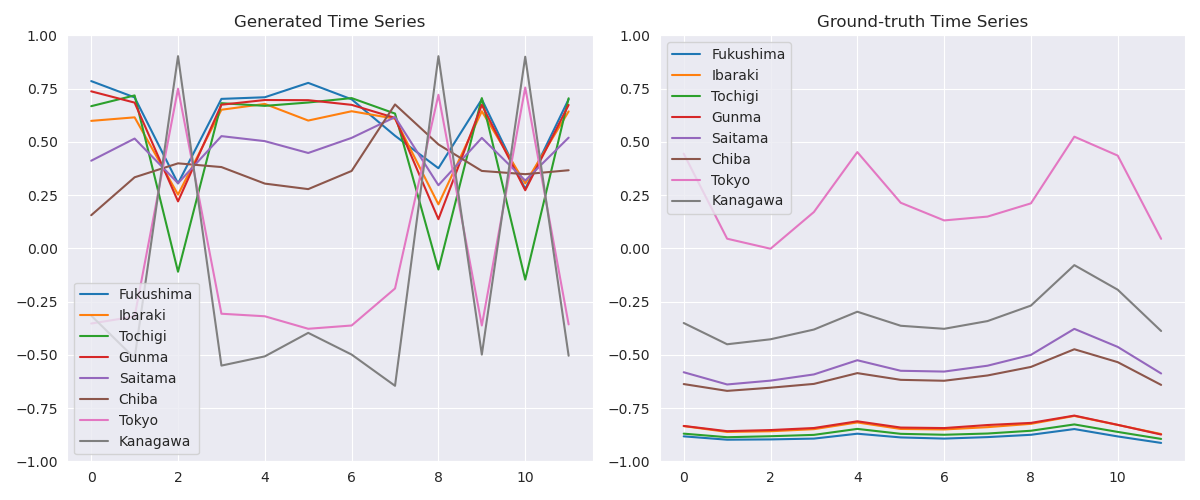 Generated Time Series
1.00
0.75
0.50
0.25
0.00
−0.25
−0.50
−0.75
−1.00
Fukushima
Ibaraki
Tochigi
Gunma
Saitama
Chiba
Tokyo
Kanagawa
0
2
4
6
8
10
Ground-truth Time Series
1.00
0.75
0.50
0.25
0.00
−0.25
−0.50
−0.75
−1.00
Fukushima
Ibaraki
Tochigi
Gunma
Saitama
Chiba
Tokyo
Kanagawa
0
2
4
6
8
10